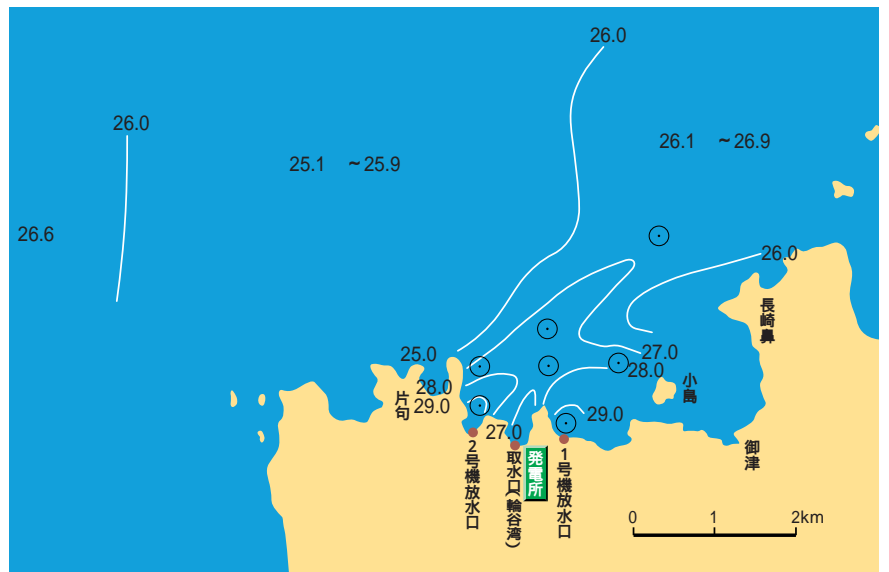 26.0
26.0
26.1 ~26.9
25.1 ~25.9
26.6
26.0
長崎鼻
25.0
27.0
28.0
28.0
小島
片句
29.0
29.0
27.0
御津
2号機放水口
取水口(輪谷湾)
発電所
1号機放水口
0 1 2km